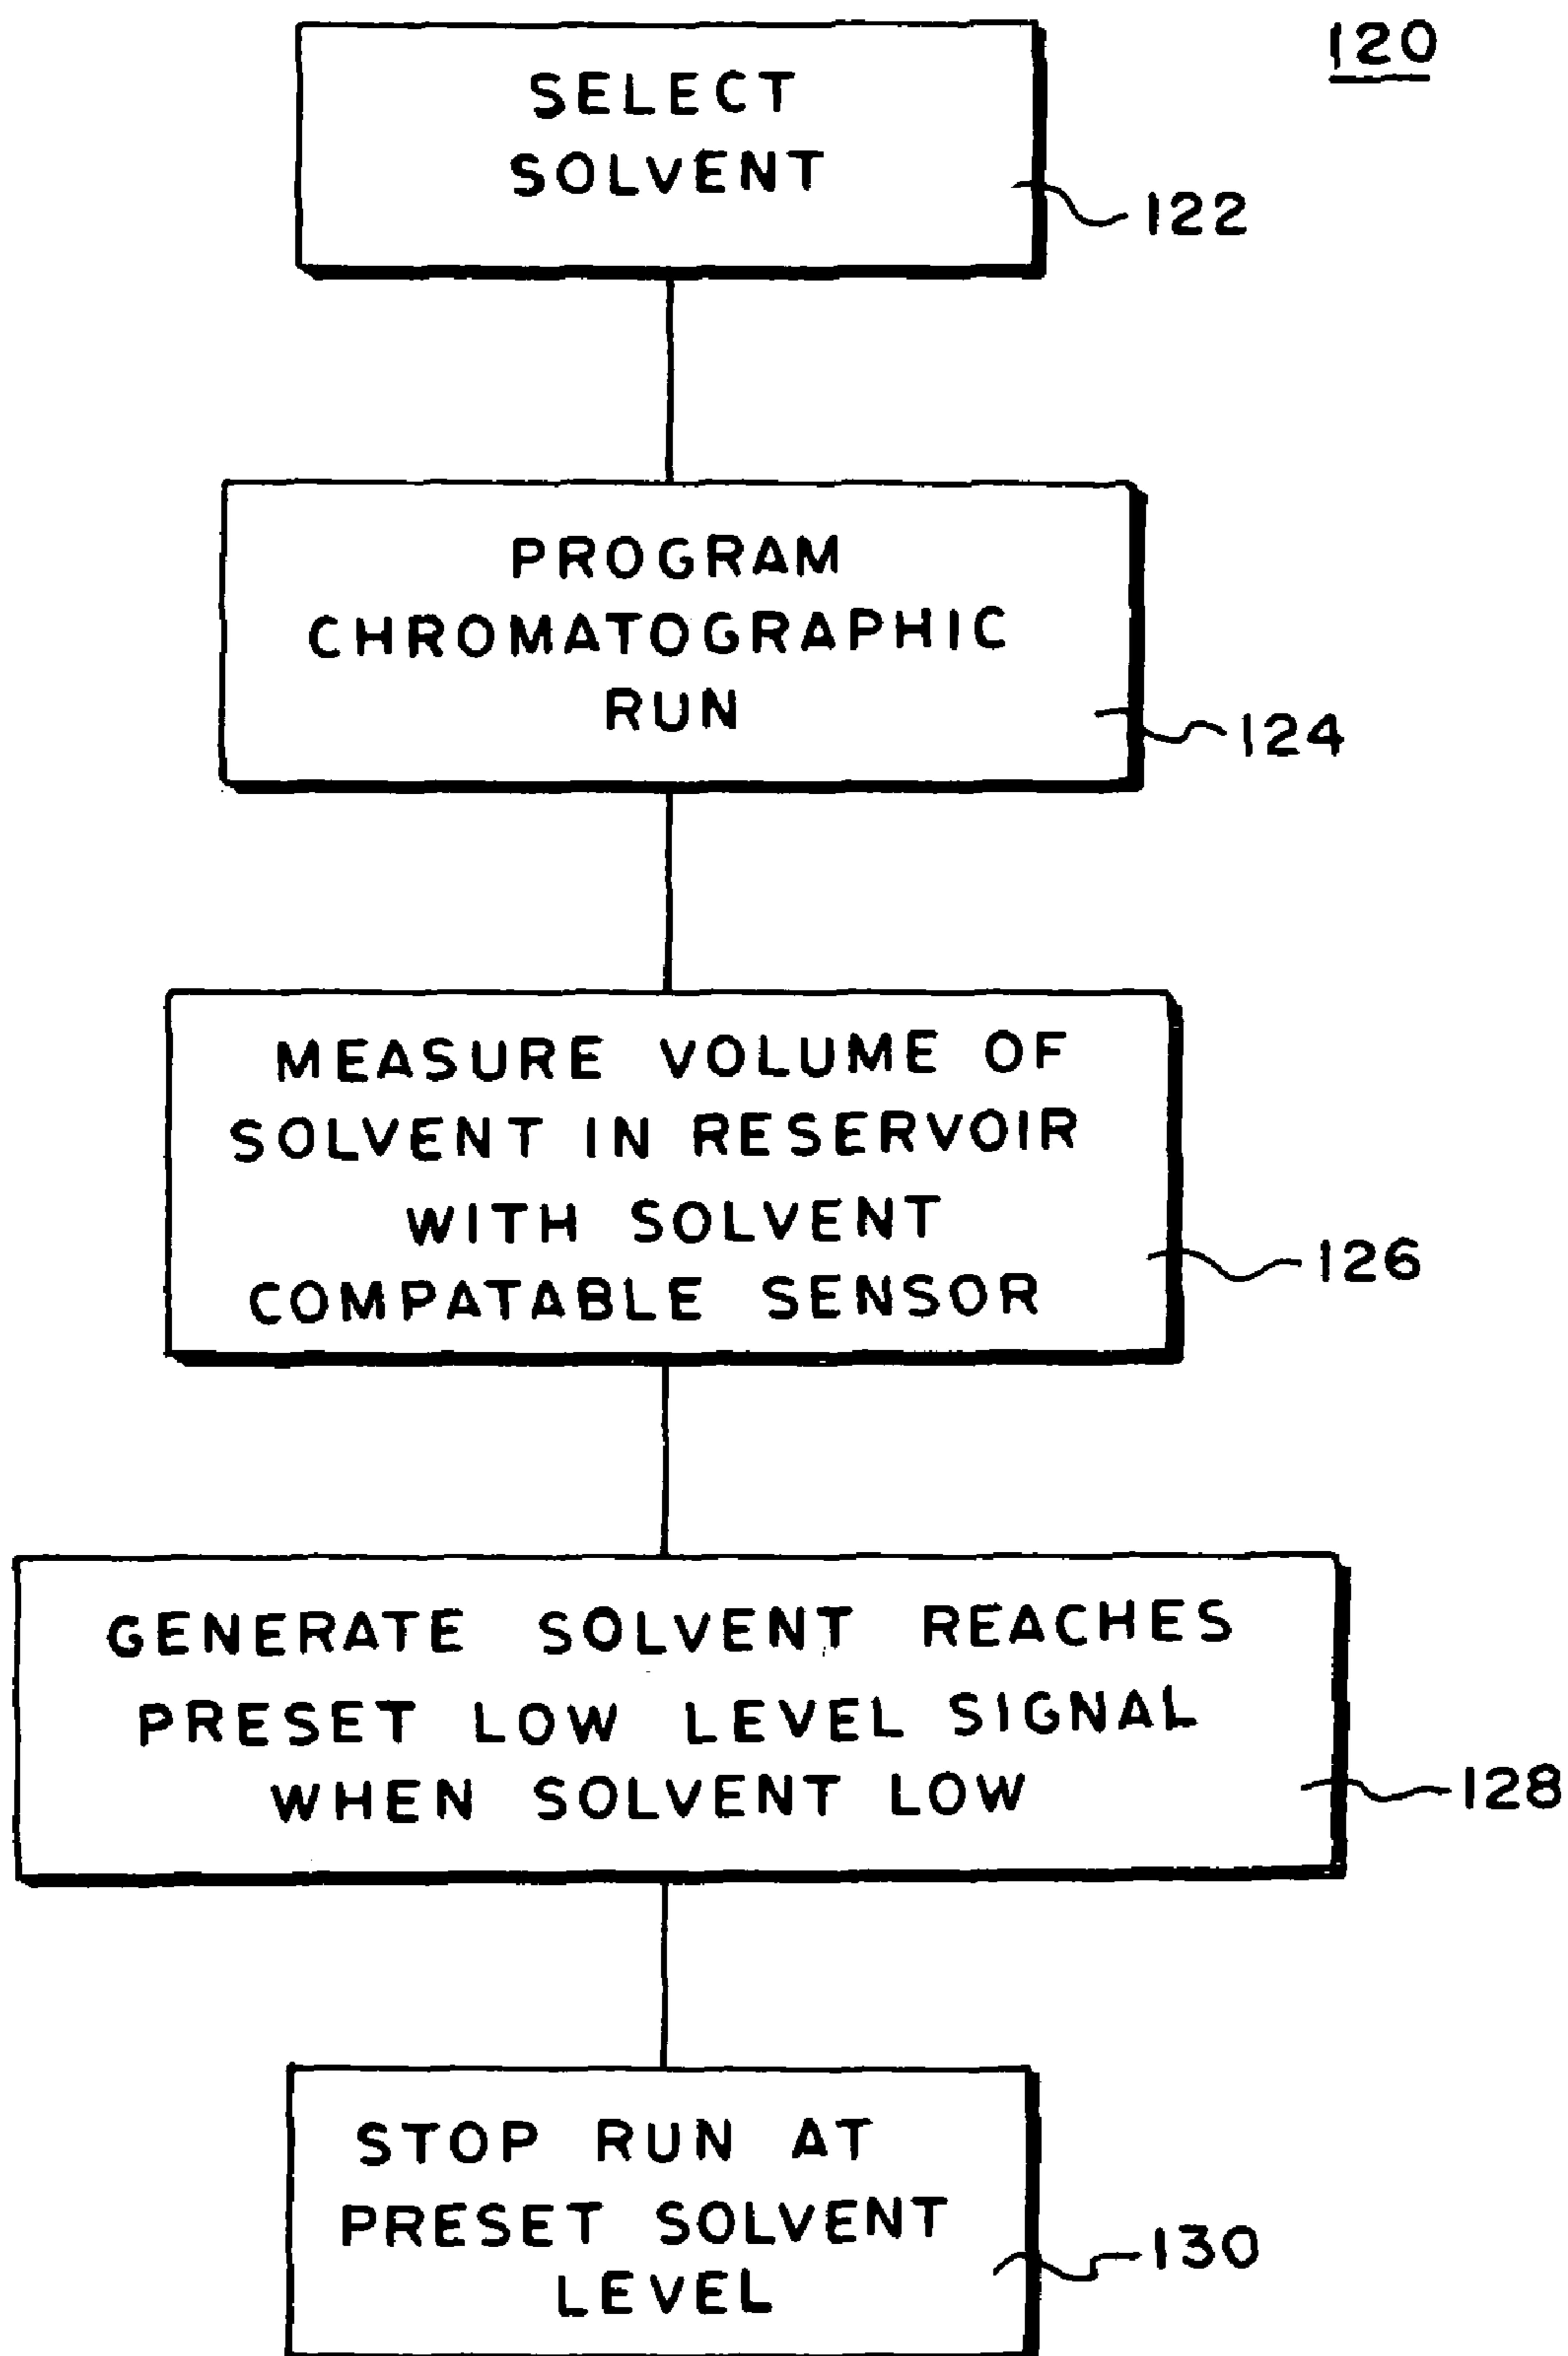 120
SELECT
SOLVENT
122
PROGRAM
CHROMATOGRAPHIC
RUN
124
MEASURE VOLUME OF
SOLVENT IN RESERVOIR
WITH SOLVENT
COMPATABLE SENSOR
126
GENERATE SOLVENT REACHES
PRESET LOW LEVEL SIGNAL
WHEN SOLVENT LOW
128
STOP RUN AT
PRESET SOLVENT
LEVEL
130